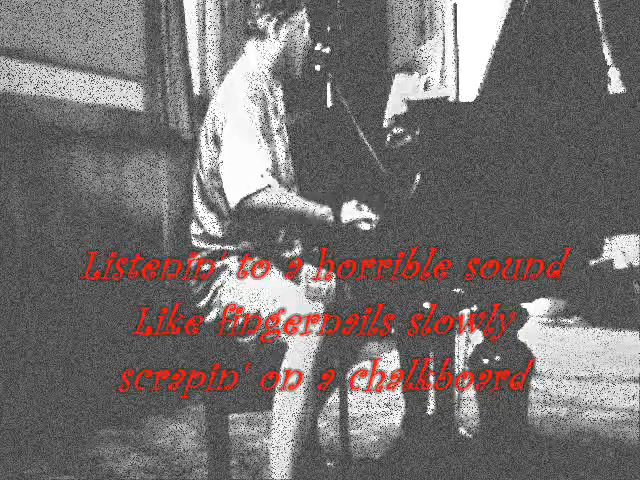 Listenin' to a horrible sound
Like fingernails slowly
scrapin' on a chalkboard